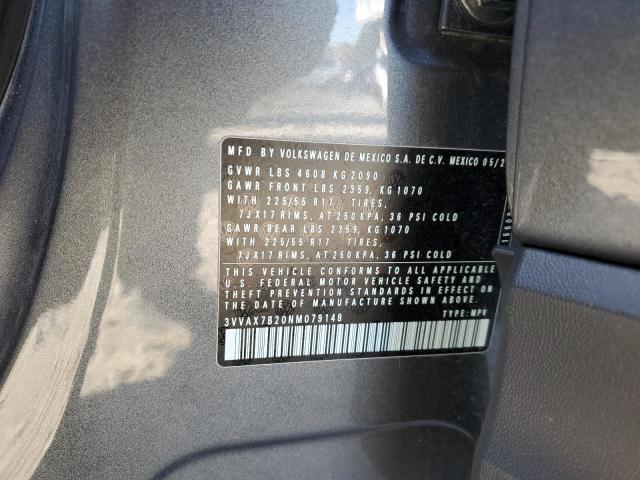 MFD BY VOLKSWAGEN DE MEXICO S.A. DE C.V. MEXICO 05/2
GVWR LBS 4608 KG 2090
GAWR FRONT LBS 2359, KG 1070
WITH 225/55 R17 TIRES,
7JX17 RIMS, AT 250 KPA, 36 PSI COLD
GAWR REAR LBS 2359, KG 1070
WITH 225/55 R17 TIRES,
7JX17 RIMS, AT 250 KPA, 36 PSI COLD
THIS VEHICLE CONFORMS TO ALL APPLICABLE
U.S. FEDERAL MOTOR VEHICLE SAFETY AND
THEFT PREVENTION STANDARDS IN EFFECT ON
THE DATE OF MANUFACTURE SHOWN ABOVE.
3VVAX7B20NM079148 TYPE: MPV